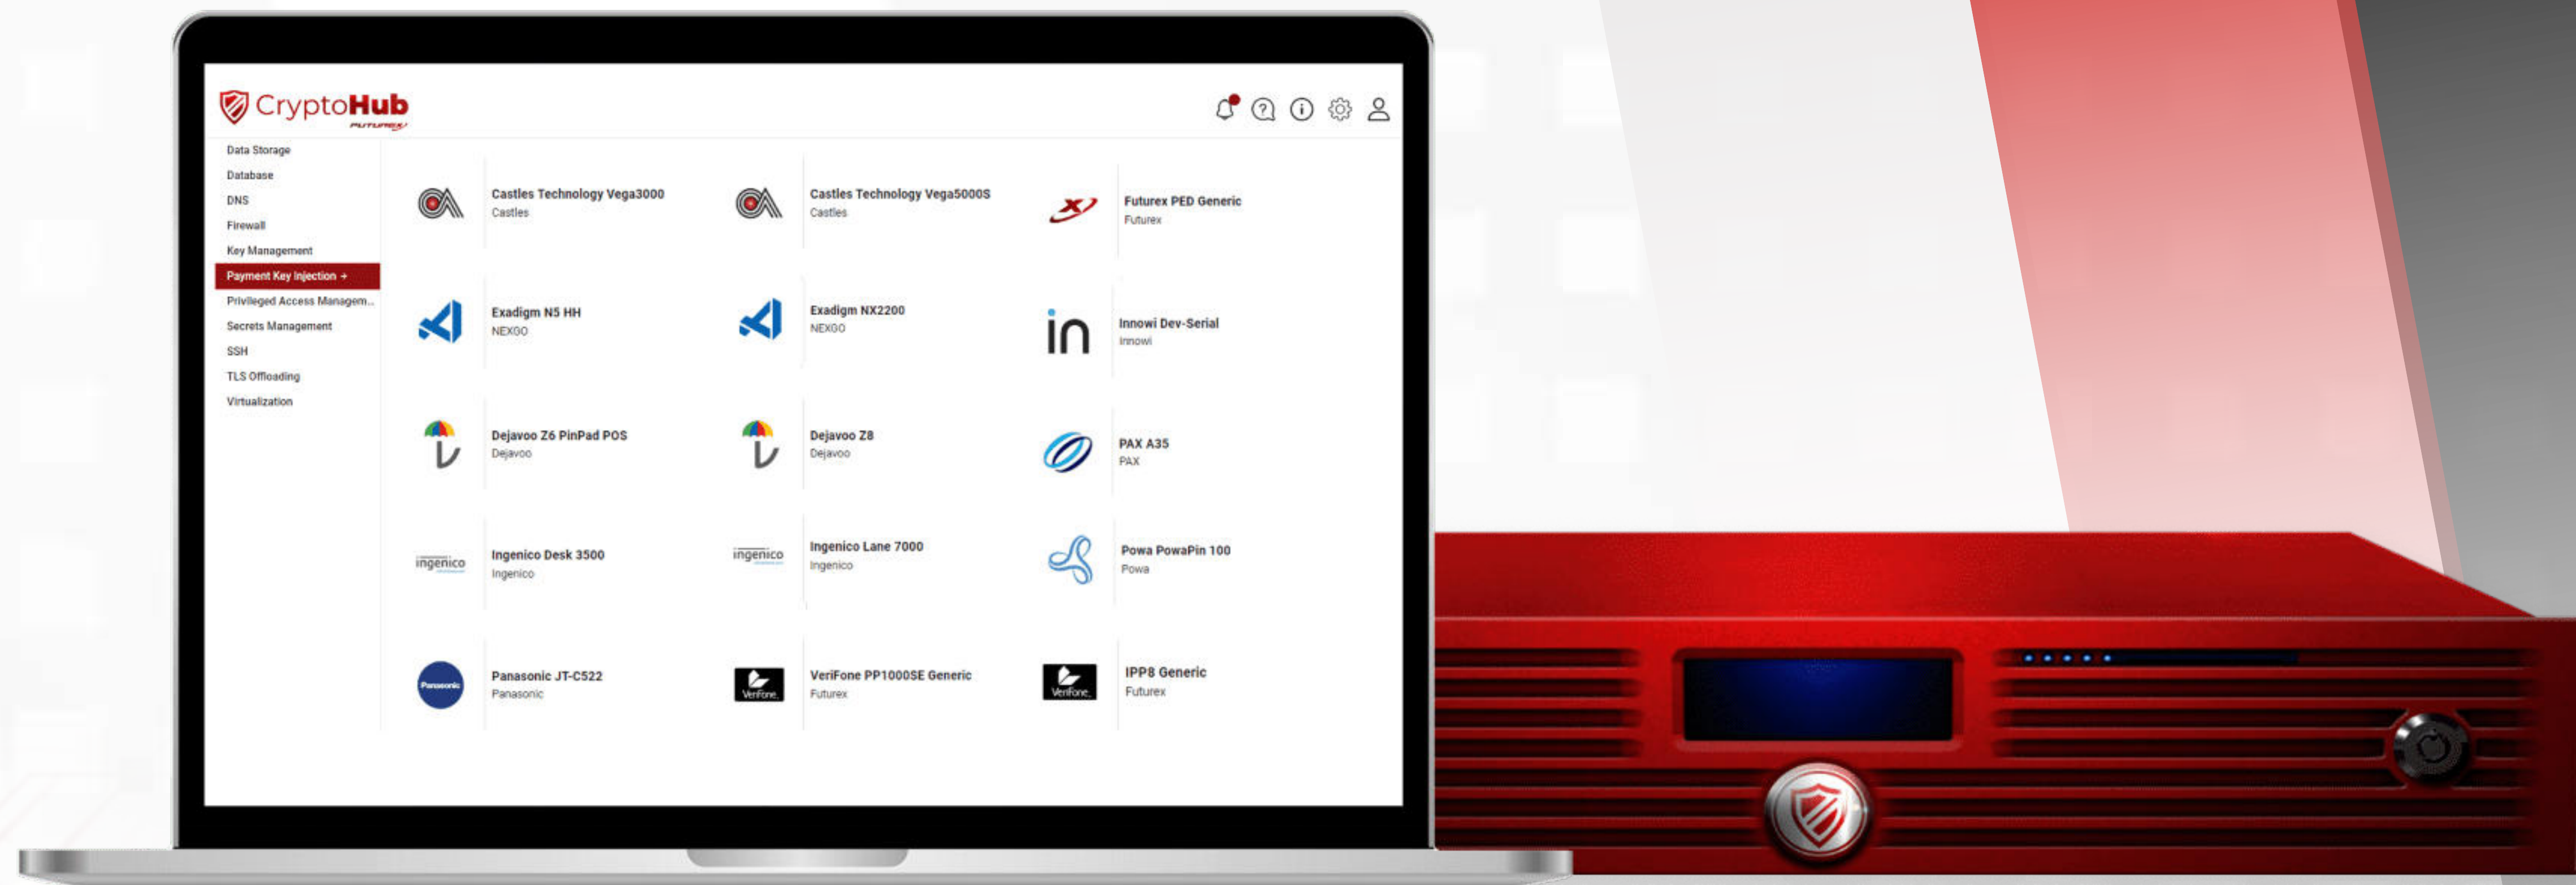 CryptoHub
FUTUREX
Data Storage
Database
DNS
Firewall
Key Management
Payment Key Injection →
Privileged Access Managem...
Secrets Management
SSH
TLS Offloading
Virtualization
Castles Technology Vega3000
Castles
Castles Technology Vega5000S
Castles
Futurex PED Generic
Futurex
Exadigm N5 HH
NEXGO
Exadigm NX2200
NEXGO
in
Innowi Dev-Serial
Innowi
Dejavoo Z6 PinPad POS
Dejavoo
Dejavoo Z8
Dejavoo
PAX A35
PAX
ingenico
Ingenico Desk 3500
Ingenico
ingenico
Ingenico Lane 7000
Ingenico
Powa PowaPin 100
Powa
Panasonic
Panasonic JT-C522
Panasonic
Verifone.
VeriFone PP1000SE Generic
Futurex
Verifone.
IPP8 Generic
Futurex